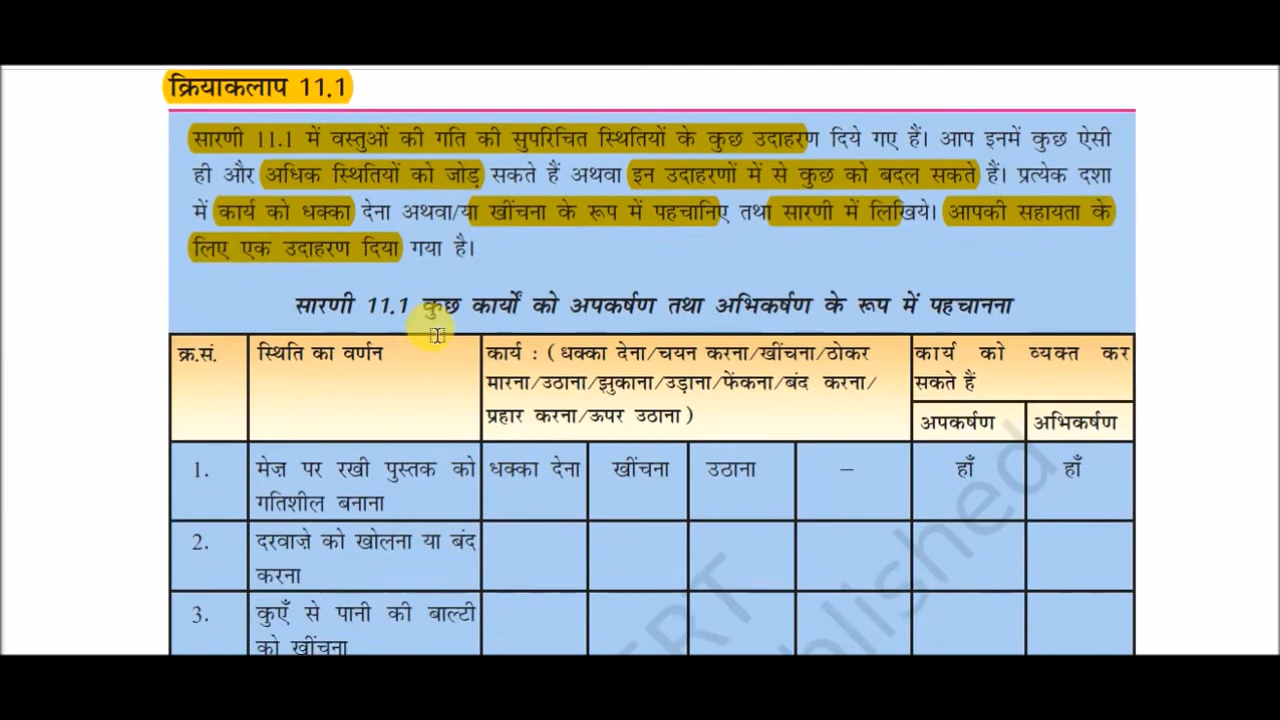 क्रियाकलाप 11.1
सारणी 11.1 में वस्तुओं की गति की सुपरिचित स्थितियों के कुछ उदाहरण दिये गए हैं। आप इनमें कुछ ऐसी
ही और अधिक स्थितियों को जोड़ सकते हैं अथवा इन उदाहरणों में से कुछ को बदल सकते हैं। प्रत्येक दशा
में कार्य को धक्का देना अथवा/या खींचना के रूप में पहचानिए तथा सारणी में लिखिये। आपकी सहायता के
लिए एक उदाहरण दिया गया है।
सारणी 11.1 कुछ कार्यों को अपकर्षण तथा अभिकर्षण के रूप में पहचानना
क्र.सं.
स्थिति का वर्णन
कार्य : (धक्का देना/चयन करना/खींचना/ठोकर
मारना/उठाना/झुकाना/उड़ाना/फेंकना/बंद करना/
प्रहार करना/ऊपर उठाना)
कार्य को व्यक्त कर
सकते हैं
अपकर्षण
अभिकर्षण
1.
मेज़ पर रखी पुस्तक को
गतिशील बनाना
धक्का देना
खींचना
उठाना
–
हाँ
हाँ
2.
दरवाज़े को खोलना या बंद
करना
3.
कुएँ से पानी की बाल्टी
को खींचना